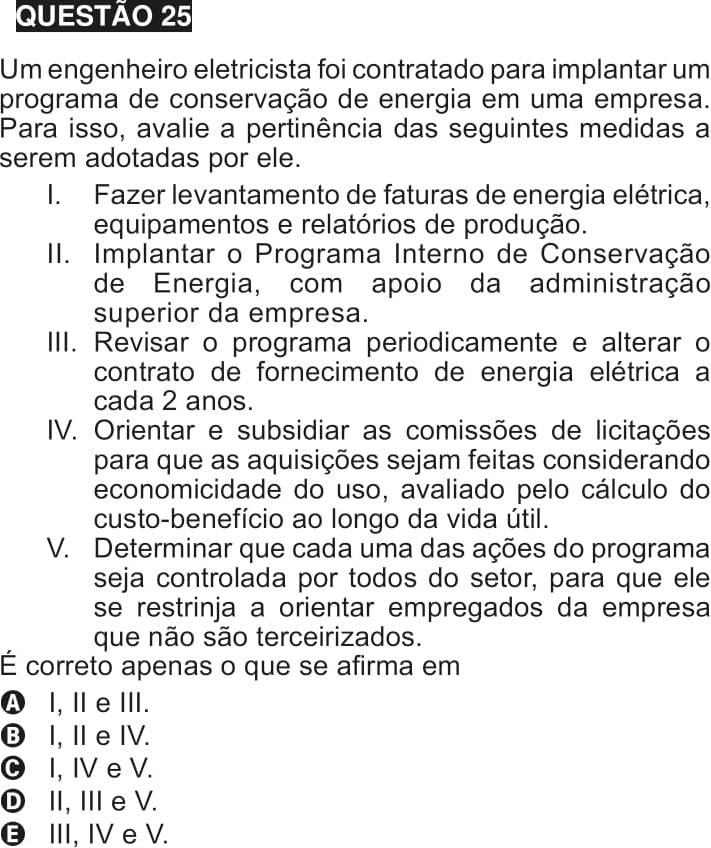 QUESTÃO 25
Um engenheiro eletricista foi contratado para implantar um
programa de conservação de energia em uma empresa.
Para isso, avalie a pertinência das seguintes medidas a
serem adotadas por ele.
I. Fazer levantamento de faturas de energia elétrica,
equipamentos e relatórios de produção.
II. Implantar o Programa Interno de Conservação
de Energia, com apoio da administração
superior da empresa.
III. Revisar o programa periodicamente e alterar o
contrato de fornecimento de energia elétrica a
cada 2 anos.
IV. Orientar e subsidiar as comissões de licitações
para que as aquisições sejam feitas considerando
economicidade do uso, avaliado pelo cálculo do
custo-benefício ao longo da vida útil.
V. Determinar que cada uma das ações do programa
seja controlada por todos do setor, para que ele
se restrinja a orientar empregados da empresa
que não são terceirizados.
É correto apenas o que se afirma em
A I, II e III.
B I, II e IV.
C I, IV e V.
D II, III e V.
E III, IV e V.